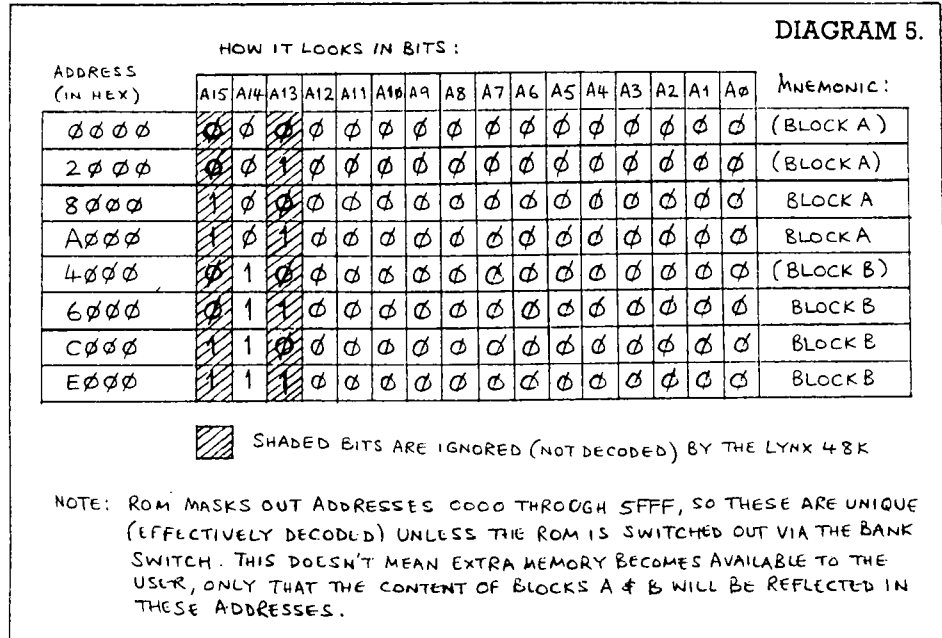 DIAGRAM 5.
HOW IT LOOKS IN BITS :
ADDRESS
(IN HEX) A15 A14 A13 A12 A11 A10 A9 A8 A7 A6 A5 A4 A3 A2 A1 A0 MNEMONIC:
0000 0 0 0 0 0 0 0 0 0 0 0 0 0 0 0 0 (BLOCK A)
2000 0 0 1 0 0 0 0 0 0 0 0 0 0 0 0 0 (BLOCK A)
8000 1 0 0 0 0 0 0 0 0 0 0 0 0 0 0 0 BLOCK A
A000 1 0 1 0 0 0 0 0 0 0 0 0 0 0 0 0 BLOCK A
4000 0 1 0 0 0 0 0 0 0 0 0 0 0 0 0 0 (BLOCK B)
6000 0 1 1 0 0 0 0 0 0 0 0 0 0 0 0 0 BLOCK B
C000 1 1 0 0 0 0 0 0 0 0 0 0 0 0 0 0 BLOCK B
E000 1 1 1 0 0 0 0 0 0 0 0 0 0 0 0 0 BLOCK B
SHADED BITS ARE IGNORED (NOT DECODED) BY THE LYNX 48K
NOTE: ROM MASKS OUT ADDRESSES 0000 THROUGH 5FFF, SO THESE ARE UNIQUE
(EFFECTIVELY DECODED) UNLESS THE ROM IS SWITCHED OUT VIA THE BANK
SWITCH. THIS DOESN'T MEAN EXTRA MEMORY BECOMES AVAILABLE TO THE
USER, ONLY THAT THE CONTENT OF BLOCKS A & B WILL BE REFLECTED IN
THESE ADDRESSES.